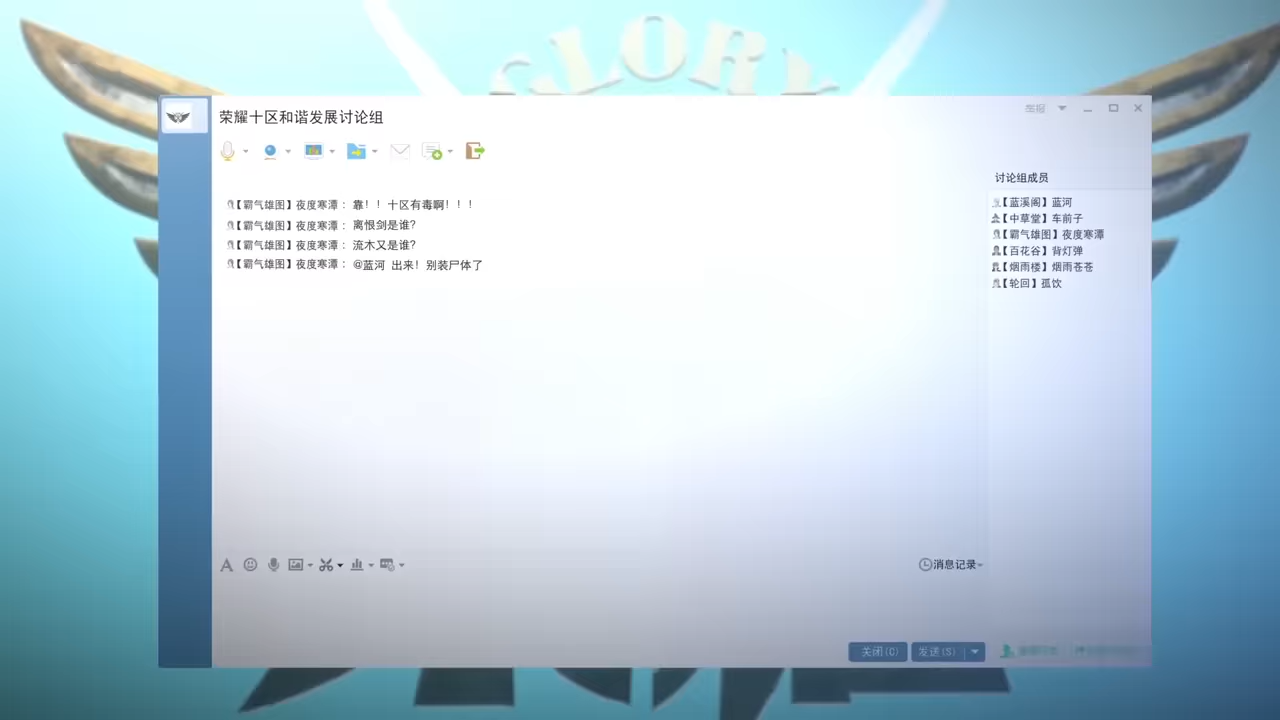 GLORY
荣耀十区和谐发展讨论组
举报
讨论组成员
【霸气雄图】夜度寒潭： 靠！！十区有毒啊！！！
【霸气雄图】夜度寒潭： 离恨剑是谁?
【霸气雄图】夜度寒潭： 流木又是谁?
【霸气雄图】夜度寒潭： @蓝河 出来！别装尸体了
【蓝溪阁】蓝河
【中草堂】车前子
【霸气雄图】夜度寒潭
【百花谷】背灯弹
【烟雨楼】烟雨苍苍
【轮回】孤饮
消息记录
关闭(C)
发送(S)